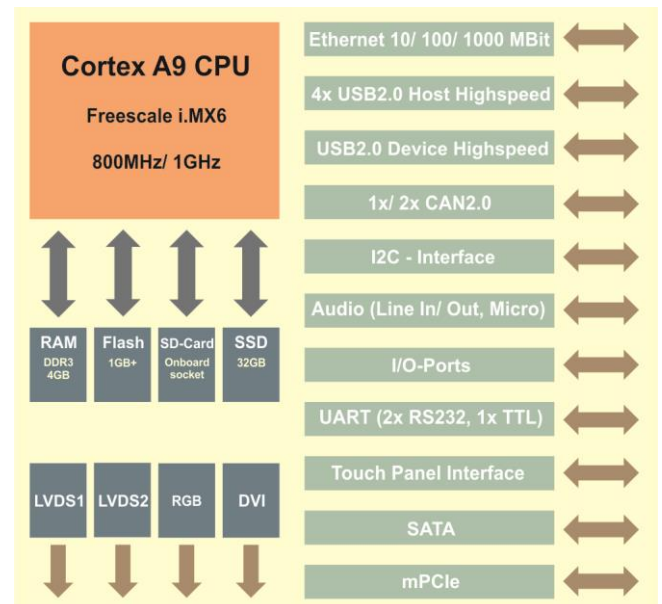 Cortex A9 CPU
Freescale i.MX6
800MHz/ 1GHz
RAM
DDR3
4GB
Flash
1GB+
SD-Card
Onboard
socket
SSD
32GB
LVDS1
LVDS2
RGB
DVI
Ethernet 10/ 100/ 1000 MBit
4x USB2.0 Host Highspeed
USB2.0 Device Highspeed
1x/ 2x CAN2.0
I2C - Interface
Audio (Line In/ Out, Micro)
I/O-Ports
UART (2x RS232, 1x TTL)
Touch Panel Interface
SATA
mPCIe